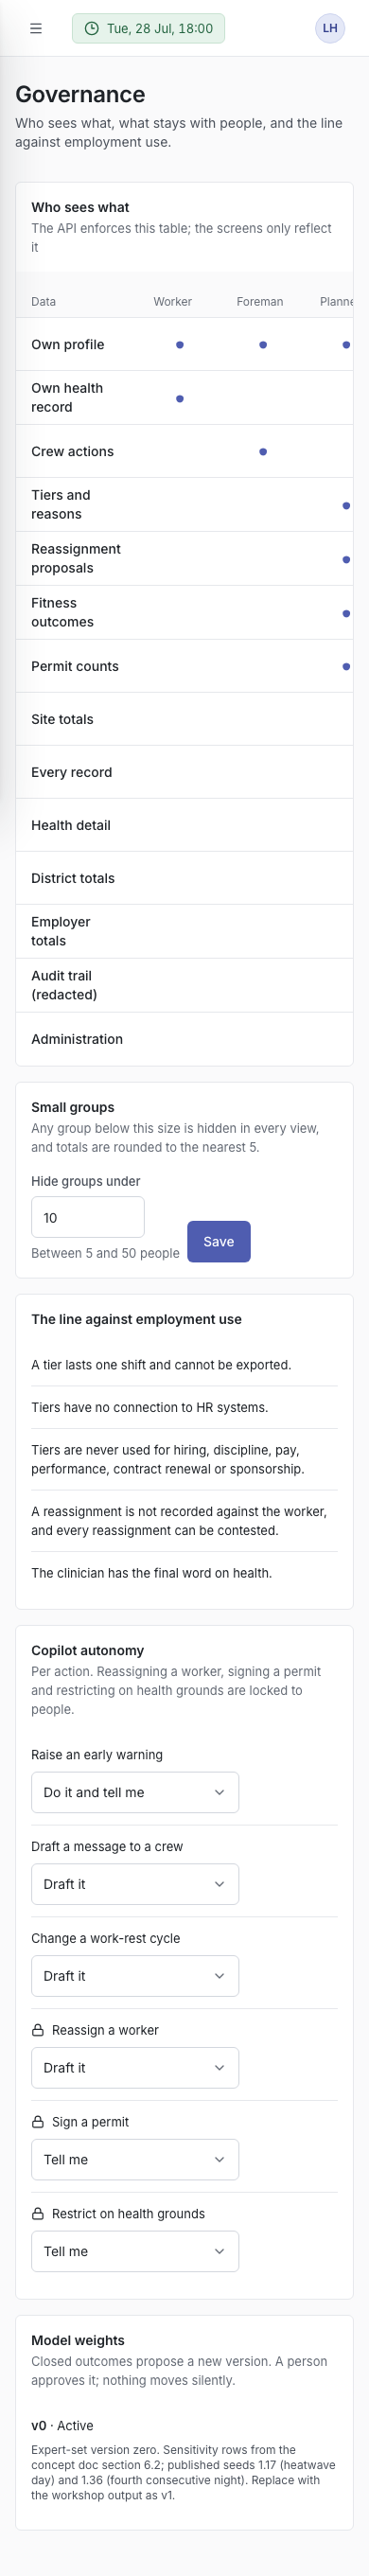 Tue, 28 Jul, 18:00
LH
Governance
Who sees what, what stays with people, and the line
against employment use.
Who sees what
The API enforces this table; the screens only reflect
it
Data Worker Foreman Planne
Own profile
Own health
record
Crew actions
Tiers and
reasons
Reassignment
proposals
Fitness
outcomes
Permit counts
Site totals
Every record
Health detail
District totals
Employer
totals
Audit trail
(redacted)
Administration
Small groups
Any group below this size is hidden in every view,
and totals are rounded to the nearest 5.
Hide groups under
10
Between 5 and 50 people
Save
The line against employment use
A tier lasts one shift and cannot be exported.
Tiers have no connection to HR systems.
Tiers are never used for hiring, discipline, pay,
performance, contract renewal or sponsorship.
A reassignment is not recorded against the worker,
and every reassignment can be contested.
The clinician has the final word on health.
Copilot autonomy
Per action. Reassigning a worker, signing a permit
and restricting on health grounds are locked to
people.
Raise an early warning
Do it and tell me
Draft a message to a crew
Draft it
Change a work-rest cycle
Draft it
Reassign a worker
Draft it
Sign a permit
Tell me
Restrict on health grounds
Tell me
Model weights
Closed outcomes propose a new version. A person
approves it; nothing moves silently.
v0 · Active
Expert-set version zero. Sensitivity rows from the
concept doc section 6.2; published seeds 1.17 (heatwave
day) and 1.36 (fourth consecutive night). Replace with
the workshop output as v1.